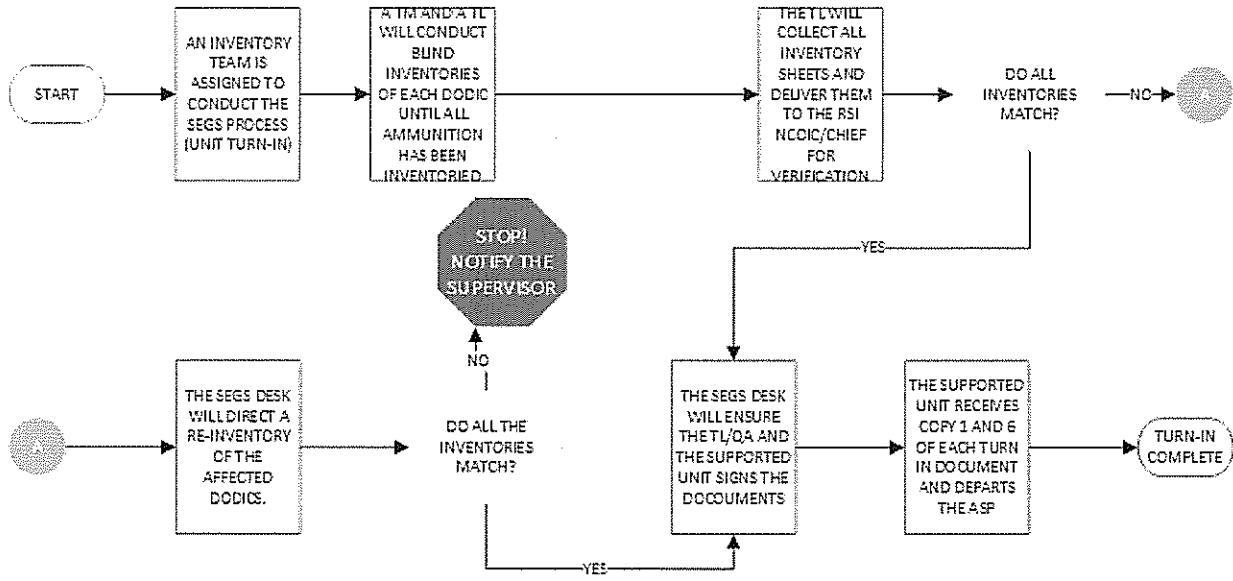 START
AN INVENTORY
TEAM IS
ASSIGNED TO
CONDUCT THE
SEGS PROCESS
(UNIT TURN-IN)
A TM AND A TL
WILL CONDUCT
BLIND
INVENTORIES
OF EACH DODIC
UNTIL ALL
AMMUNITION
HAS BEEN
INVENTORIED
THE TL WILL
COLLECT ALL
INVENTORY
SHEETS AND
DELIVER THEM
TO THE RSI
NCOIC/CHIEF
FOR
VERIFICATION
DO ALL
INVENTORIES
MATCH?
NO
A
YES
STOP!
NOTIFY THE
SUPERVISOR
NO
A
THE SEGS DESK
WILL DIRECT A
RE-INVENTORY
OF THE
AFFECTED
DODICS.
DO ALL THE
INVENTORIES
MATCH?
YES
THE SEGS DESK
WILL ENSURE
THE TL/QA AND
THE SUPPORTED
UNIT SIGNS THE
DOCOUMENTS
THE SUPPORTED
UNIT RECEIVES
COPY 1 AND 6
OF EACH TURN
IN DOCUMENT
AND DEPARTS
THE ASP
TURN-IN
COMPLETE